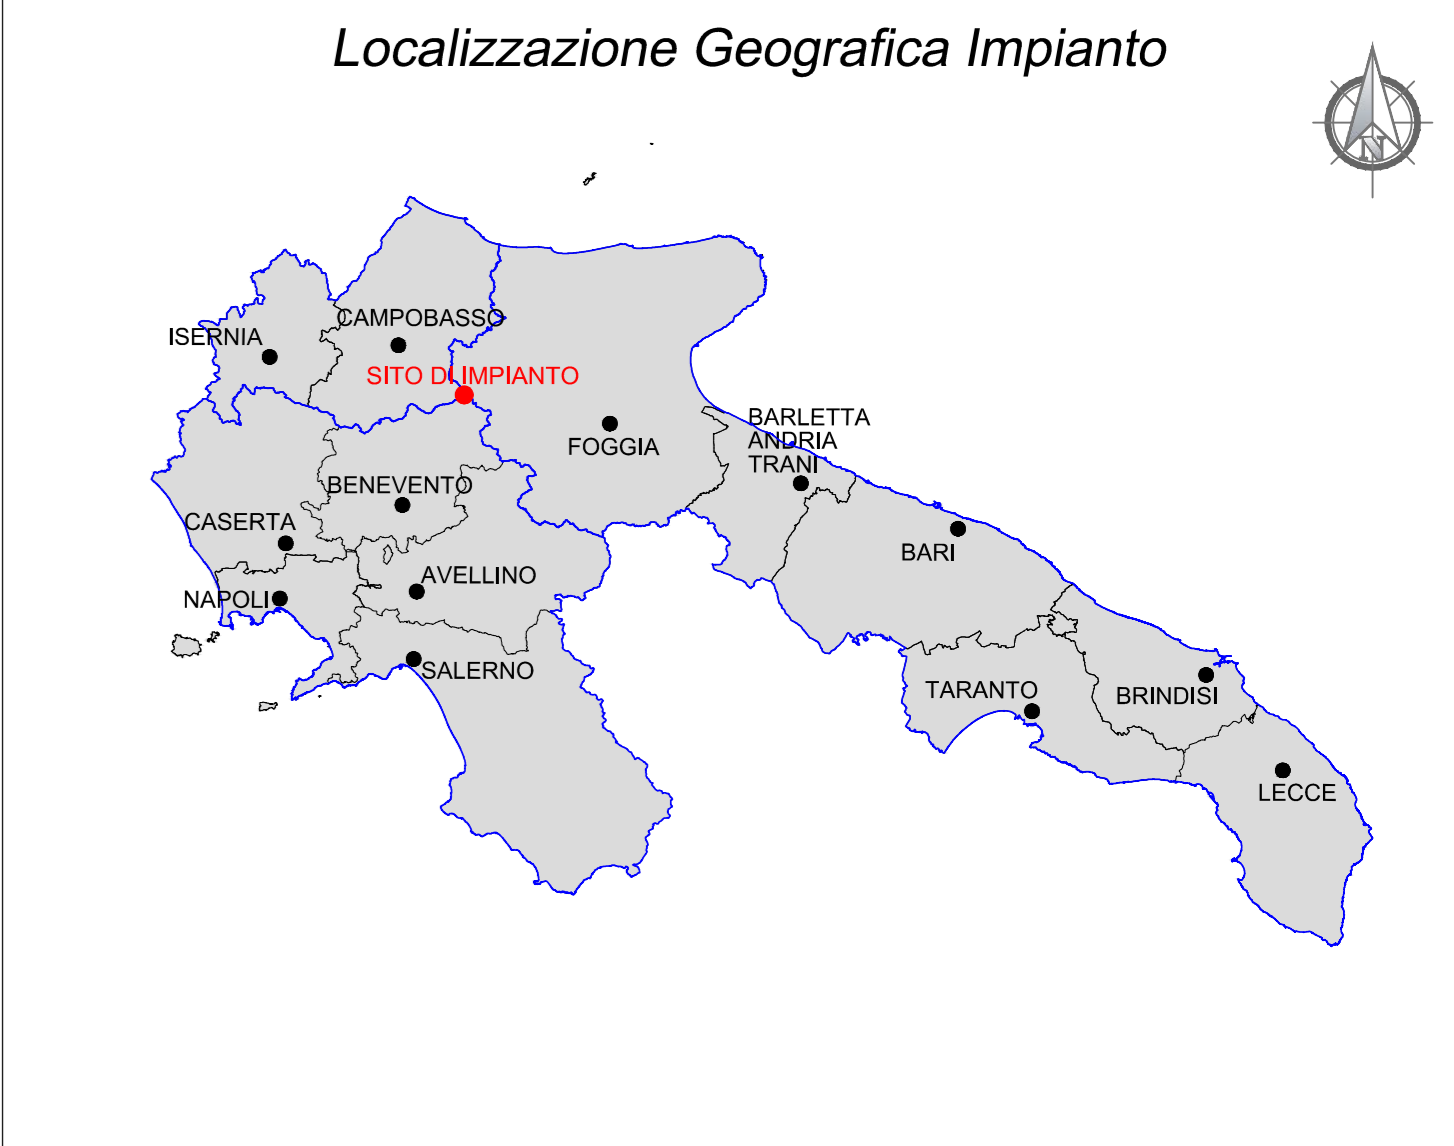 Localizzazione Geografica Impianto
N
CAMPOBASSO
ISERNIA
SITO DI IMPIANTO
BARLETTA
ANDRIA
TRANI
FOGGIA
BENEVENTO
CASERTA
BARI
AVELLINO
NAPOLI
SALERNO
TARANTO
BRINDISI
LECCE